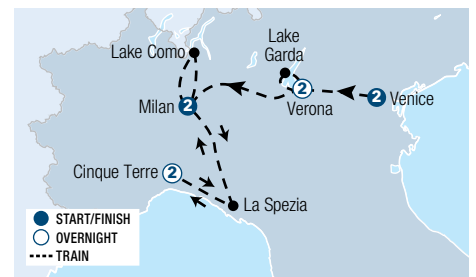 Lake Como
Lake
Garda
2
Venice
Milan
2
2
Verona
Cinque Terre
2
La Spezia
START/FINISH
OVERNIGHT
TRAIN